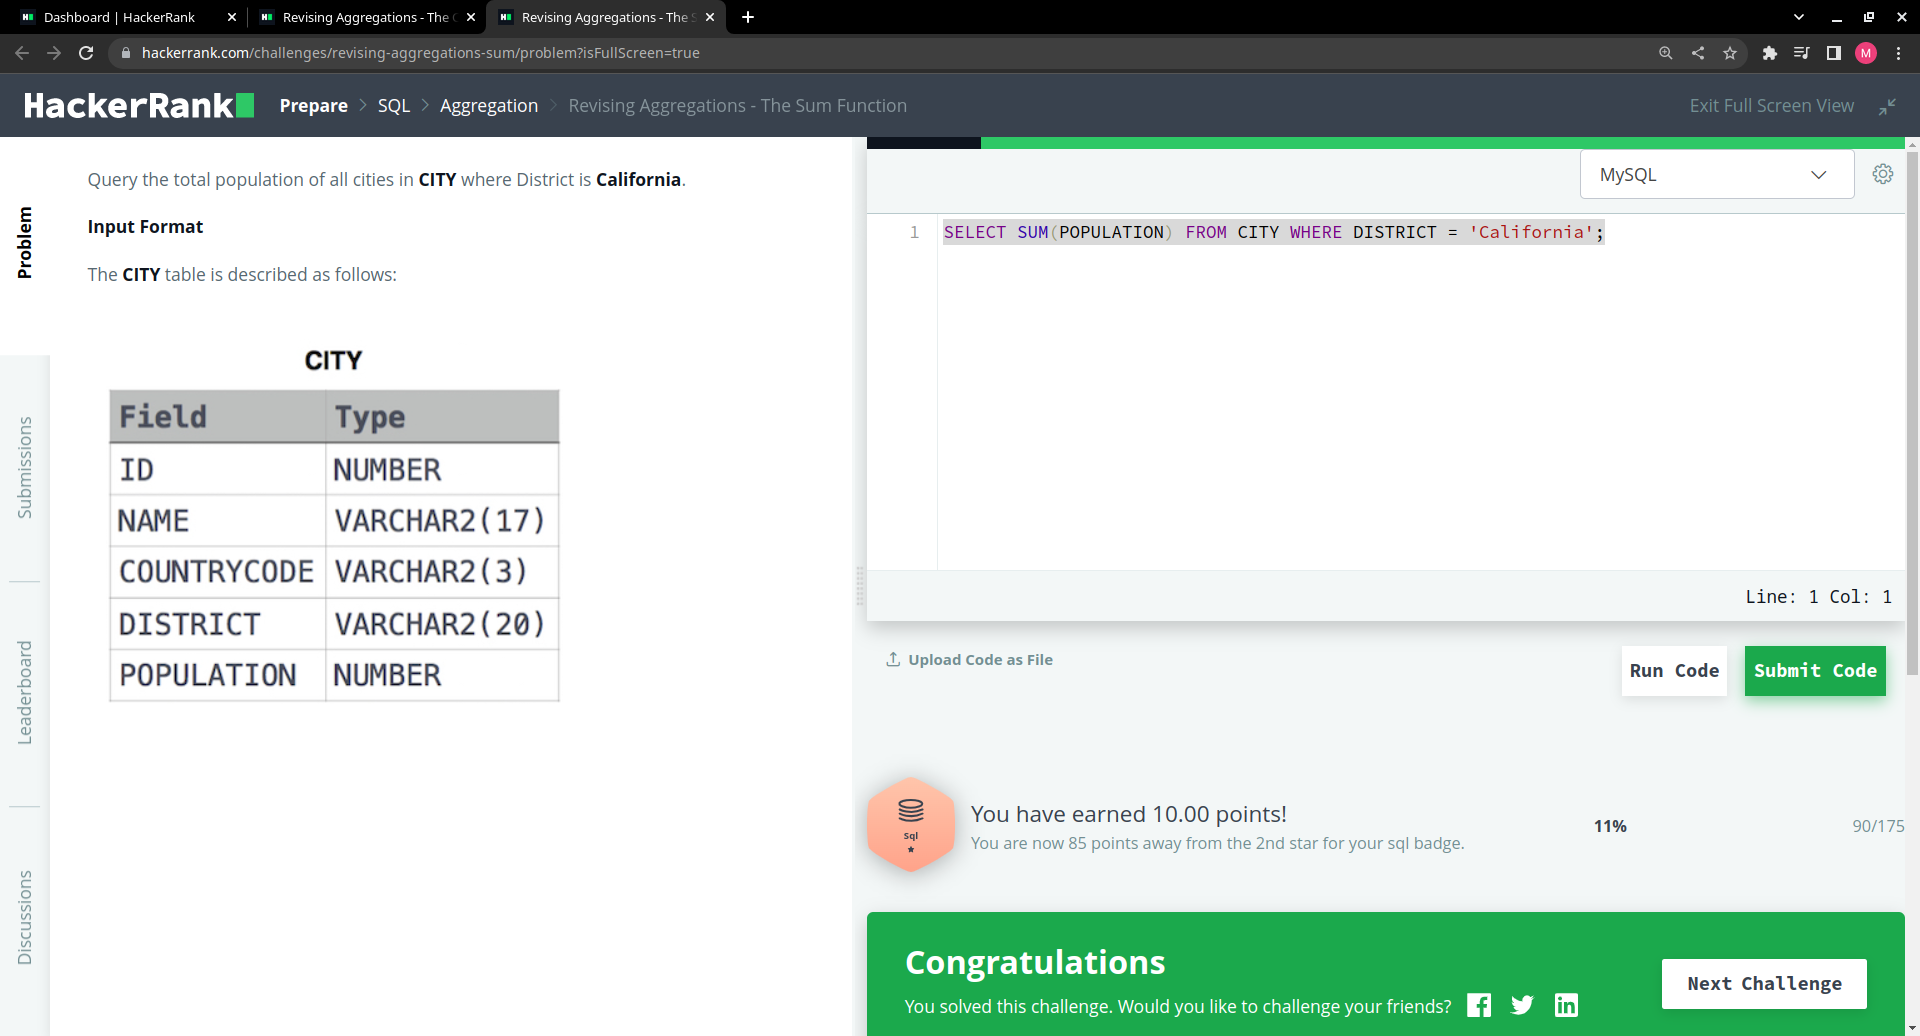 Dashboard | HackerRank
Revising Aggregations - The
Revising Aggregations - The
hackerrank.com/challenges/revising-aggregations-sum/problem?isFullScreen=true
M
HackerRank
Prepare > SQL > Aggregation > Revising Aggregations - The Sum Function
Exit Full Screen View
Problem
Submissions
Leaderboard
Discussions
Query the total population of all cities in CITY where District is California.
Input Format
The CITY table is described as follows:
CITY
Field Type
ID NUMBER
NAME VARCHAR2(17)
COUNTRYCODE VARCHAR2(3)
DISTRICT VARCHAR2(20)
POPULATION NUMBER
MySQL
1 SELECT SUM(POPULATION) FROM CITY WHERE DISTRICT = 'California';
Line: 1 Col: 1
Upload Code as File
Run Code
Submit Code
Sql
You have earned 10.00 points!
You are now 85 points away from the 2nd star for your sql badge.
11%
90/175
Congratulations
You solved this challenge. Would you like to challenge your friends?
Next Challenge